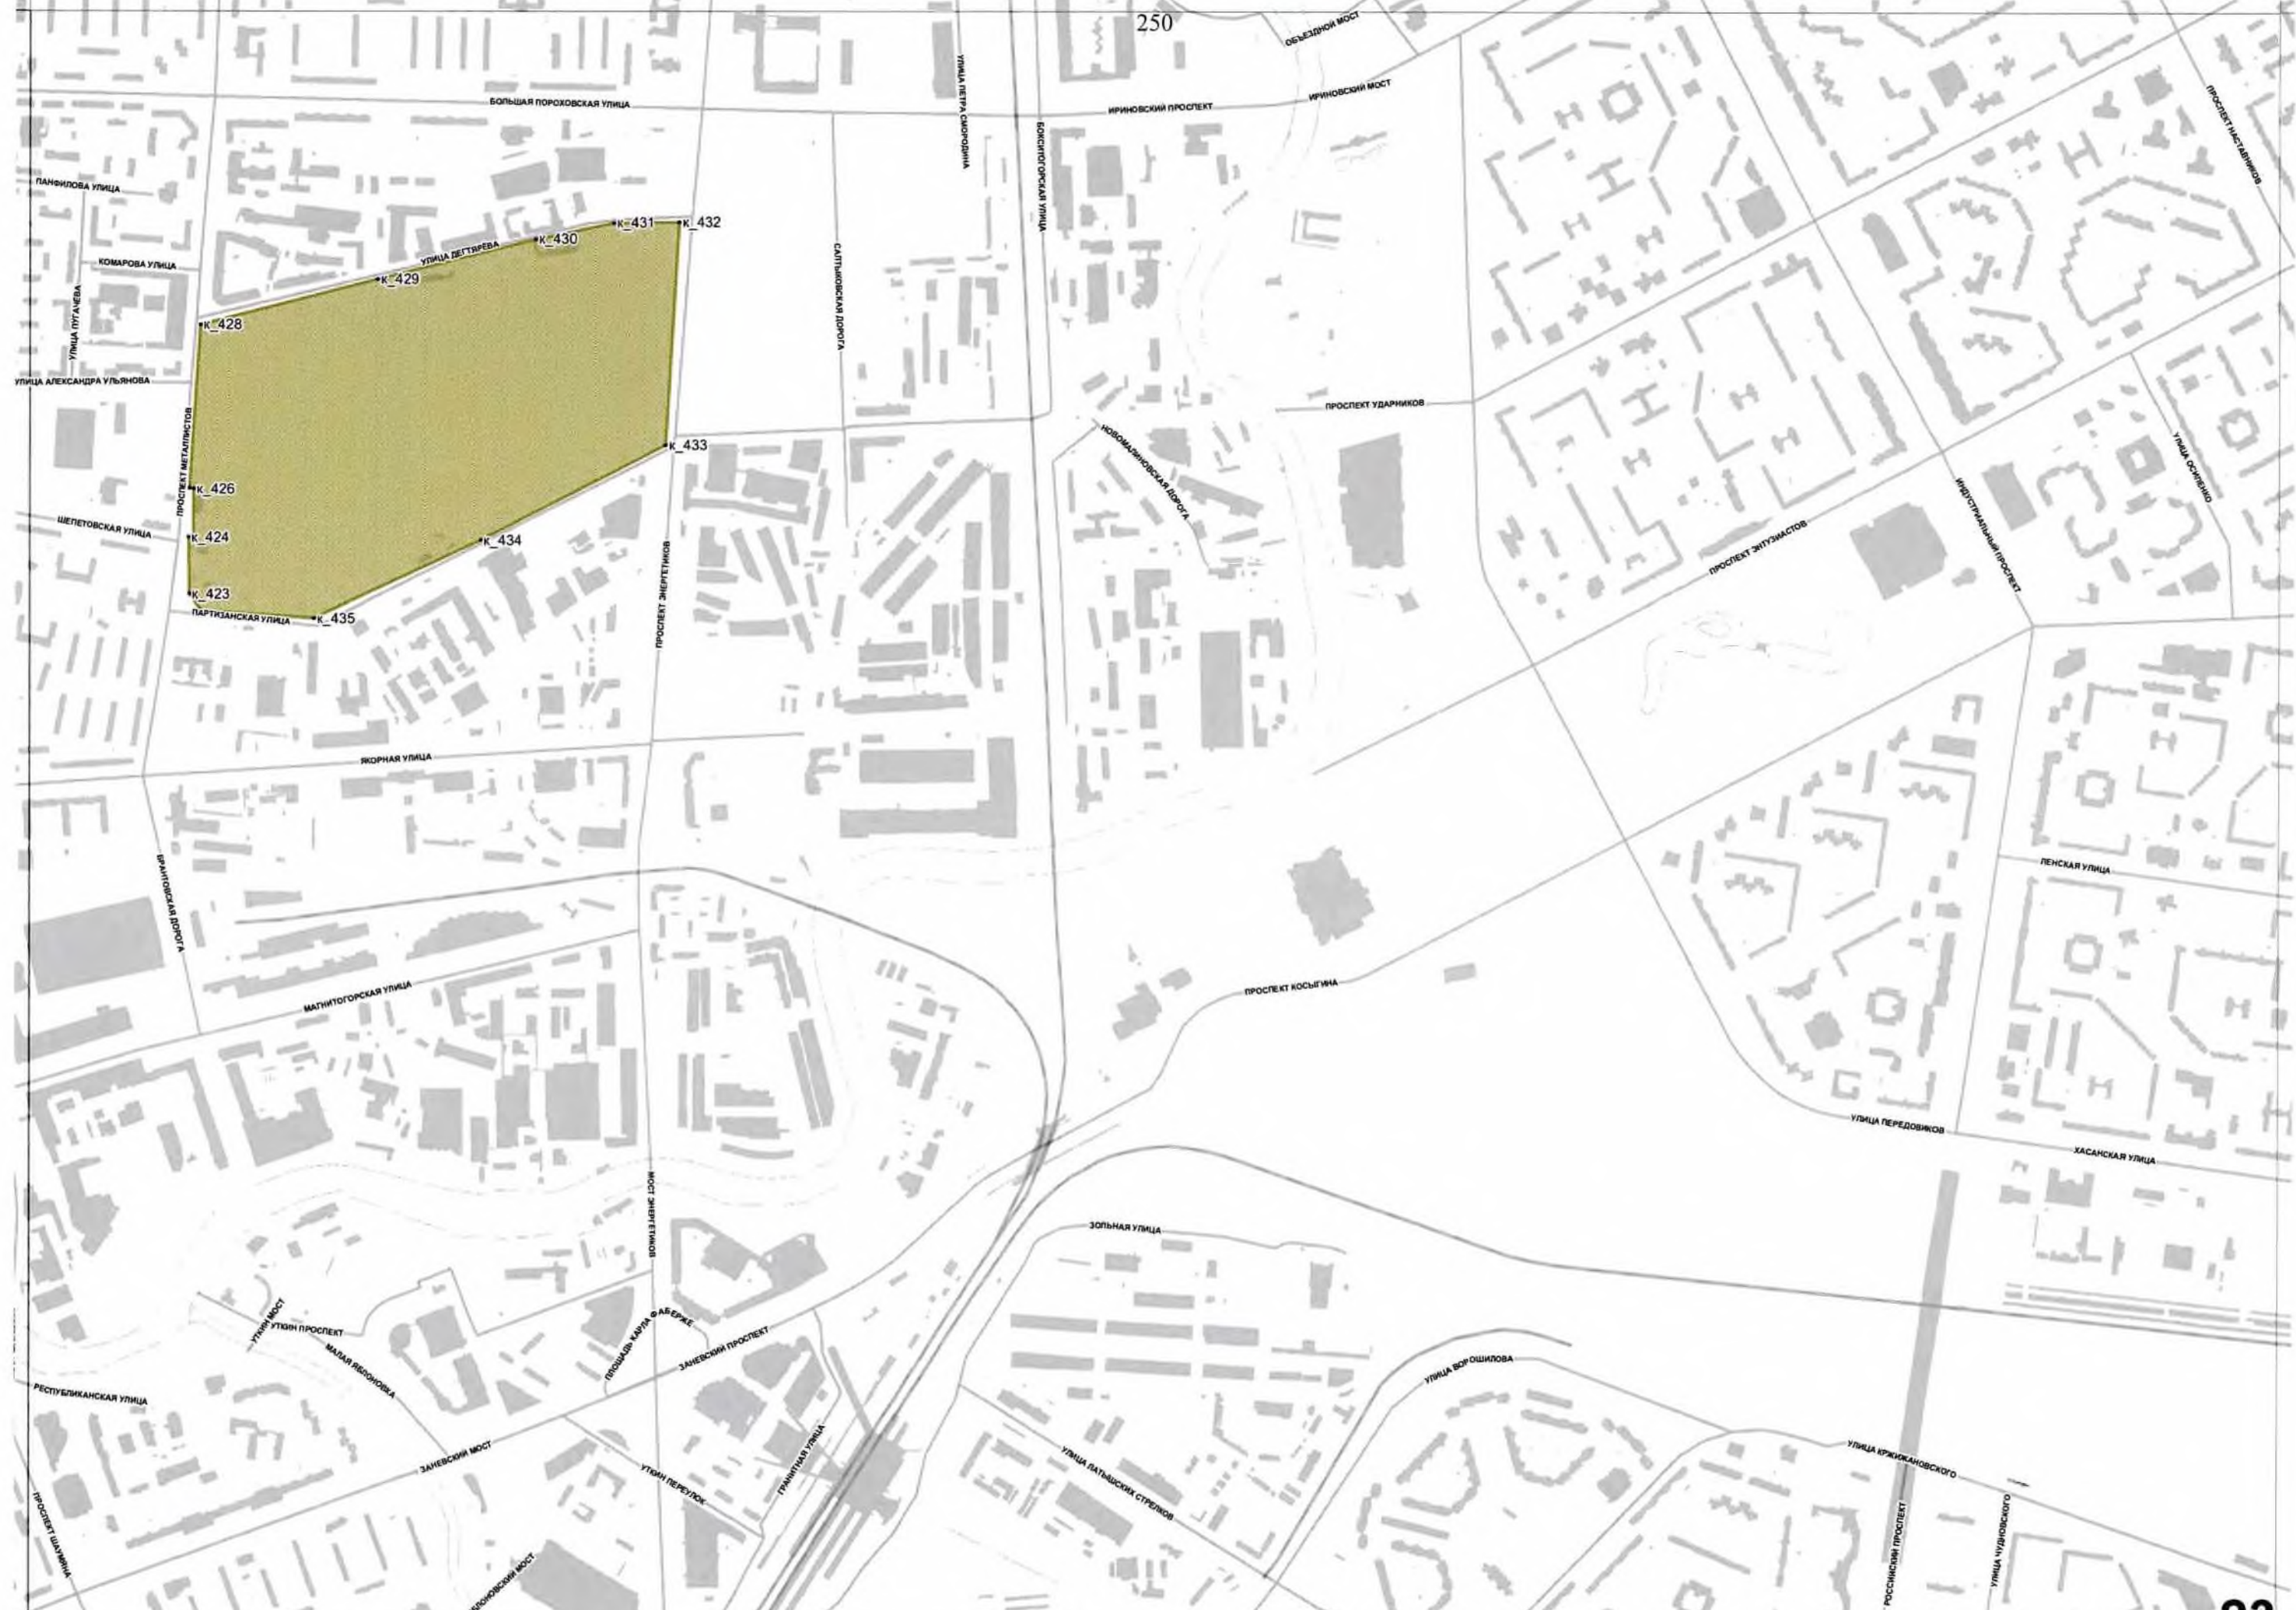 250
ОБЪЕЗДНОЙ МОСТ
УЛИЦА ПЕТРА СМОРОДИНА
БОЛЬШАЯ ПОРОХОВСКАЯ УЛИЦА
ИРИНОВСКИЙ ПРОСПЕКТ
ИРИНОВСКИЙ МОСТ
ПРОСПЕКТ НАСТАВНИКОВ
БОКСИТОГОРСКАЯ УЛИЦА
ПАНФИЛОВА УЛИЦА
к_431
к_432
к_430
УЛИЦА ДЕГТЯРЁВА
КОМАРОВА УЛИЦА
к_429
САЛТЫКОВСКАЯ ДОРОГА
УЛИЦА ПУГАЧЁВА
к_428
УЛИЦА АЛЕКСАНДРА УЛЬЯНОВА
ПРОСПЕКТ УДАРНИКОВ
ПРОСПЕКТ МЕТАЛЛИСТОВ
к_433
НОВОМАЛИНОВСКАЯ ДОРОГА
УЛИЦА ОСИПЕНКО
к_426
ШЕПЕТОВСКАЯ УЛИЦА
к_424
к_434
ИНДУСТРИАЛЬНЫЙ ПРОСПЕКТ
ПРОСПЕКТ ЭНТУЗИАСТОВ
ПРОСПЕКТ ЭНЕРГЕТИКОВ
к_423
ПАРТИЗАНСКАЯ УЛИЦА
к_435
ЯКОРНАЯ УЛИЦА
ЛЕНСКАЯ УЛИЦА
БРАНТОВСКАЯ ДОРОГА
МАГНИТОГОРСКАЯ УЛИЦА
ПРОСПЕКТ КОСЫГИНА
УЛИЦА ПЕРЕДОВИКОВ
ХАСАНСКАЯ УЛИЦА
МОСТ ЭНЕРГЕТИКОВ
ЗОЛЬНАЯ УЛИЦА
УТКИН МОСТ
УТКИН ПРОСПЕКТ
ПЛОЩАДЬ КАРЛА ФАБЕРЖЕ
ЗАНЕВСКИЙ ПРОСПЕКТ
МАЛАЯ ЯБЛОНОВКА
УЛИЦА ВОРОШИЛОВА
РЕСПУБЛИКАНСКАЯ УЛИЦА
ЗАНЕВСКИЙ МОСТ
ГРАНИТНАЯ УЛИЦА
УТКИН ПЕРЕУЛОК
УЛИЦА ЛАТЫШСКИХ СТРЕЛКОВ
УЛИЦА КРЖИЖАНОВСКОГО
ПРОСПЕКТ ШАУМЯНА
РОССИЙСКИЙ ПРОСПЕКТ
УЛИЦА ЧУДНОВСКОГО
БЛОНОВСКИЙ МОСТ